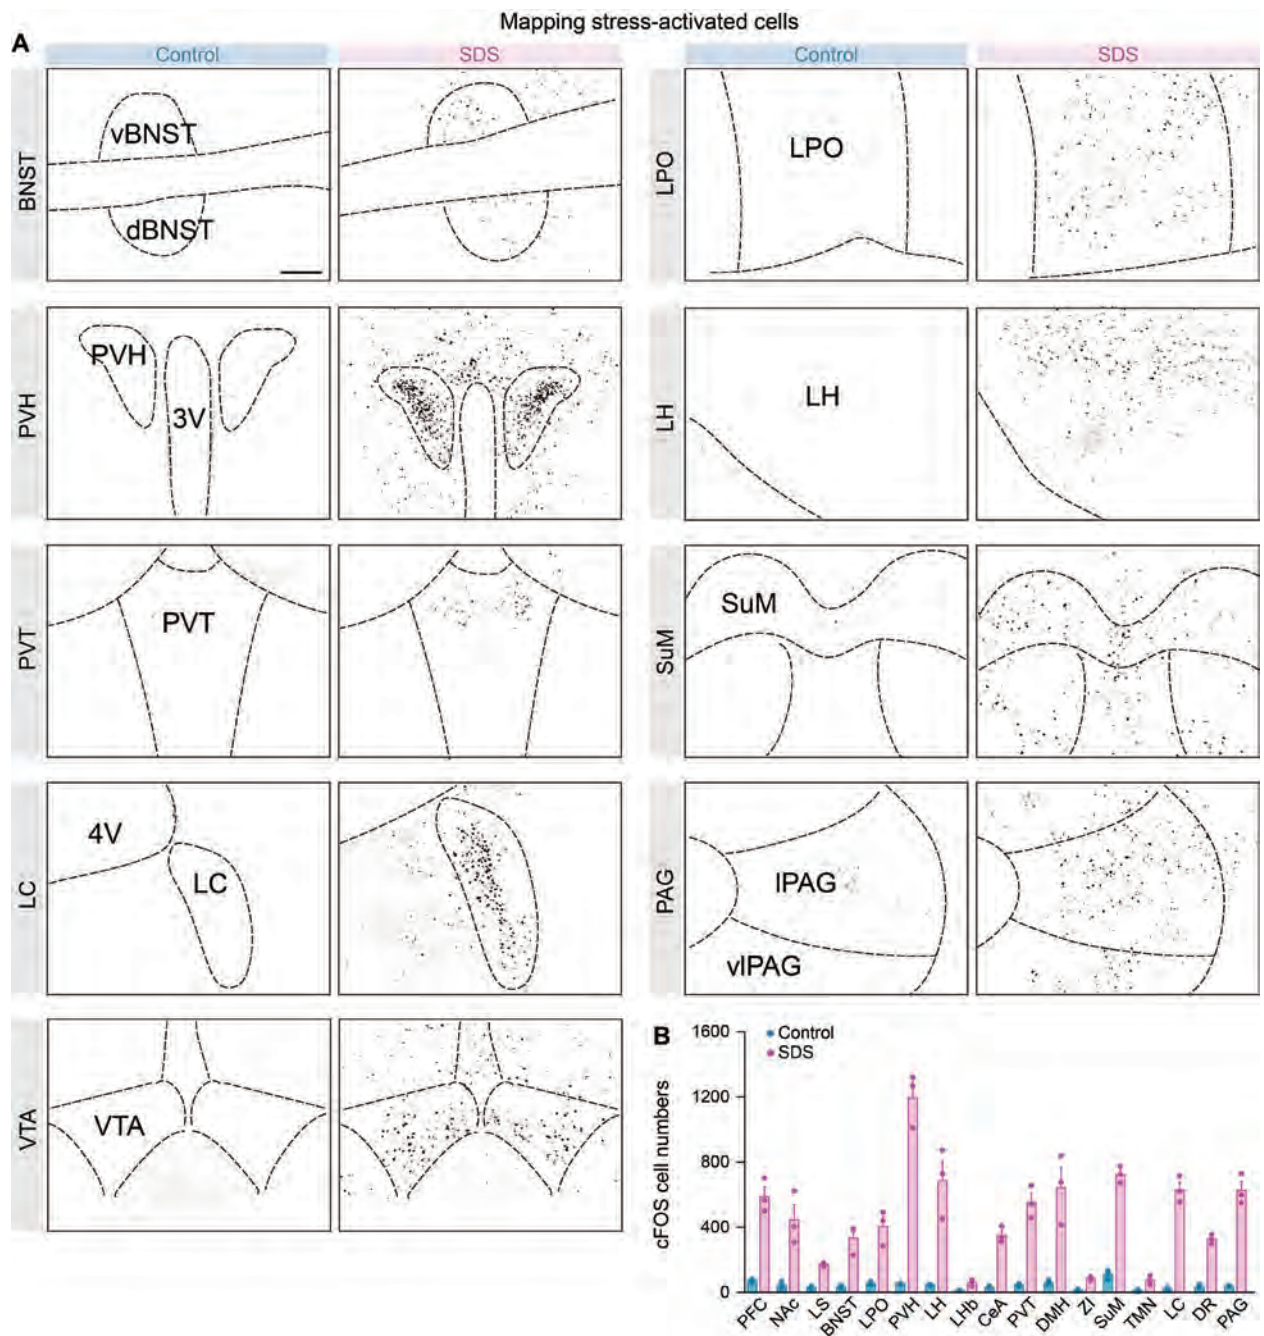 Mapping stress-activated cells
A
Control
SDS
Control
SDS
BNST
vBNST
dBNST
LPO
LPO
PVH
PVH
3V
LH
LH
PVT
PVT
SuM
SuM
LC
4V
LC
PAG
lPAG
vlPAG
VTA
VTA
B
Control
SDS
cFOS cell numbers
1600
1200
800
400
0
PFC
NAc
LS
BNST
LPO
PVH
LH
LHb
CeA
PVT
DMH
ZI
SuM
TMN
LC
DR
PAG